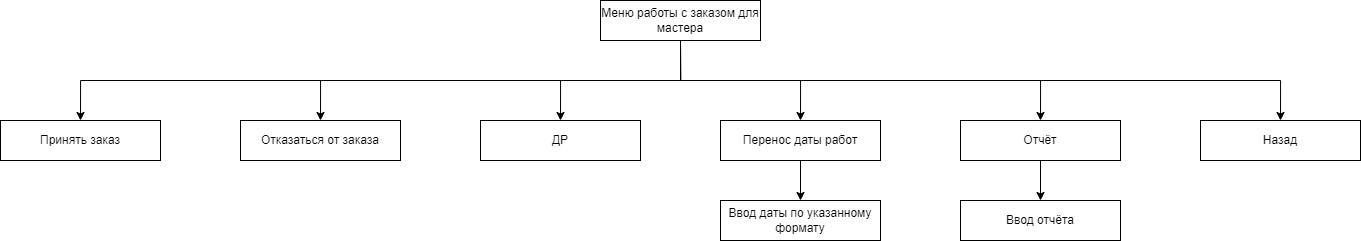 Меню работы с заказом для
мастера
Принять заказ
Отказаться от заказа
ДР
Перенос даты работ
Отчёт
Назад
Ввод даты по указанному
формату
Ввод отчёта